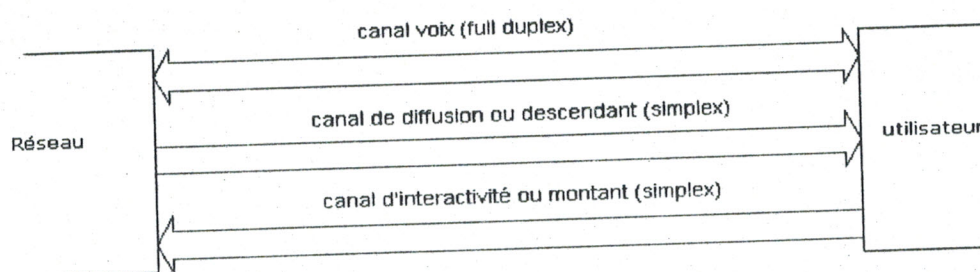 canal voix (full duplex)
canal de diffusion ou descendant (simplex)
Réseau
utilisateur
canal d'interactivité ou montant (simplex)